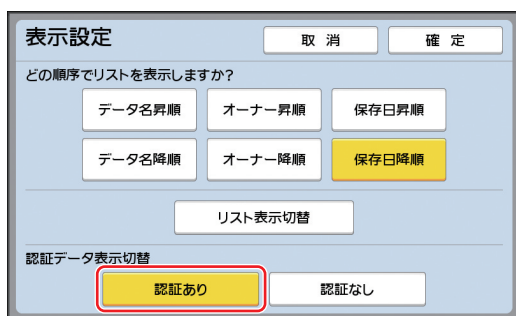 表示設定 取 消 確 定
どの順序でリストを表示しますか?
データ名昇順 オーナー昇順 保存日昇順
データ名降順 オーナー降順 保存日降順
リスト表示切替
認証データ表示切替
認証あり 認証なし